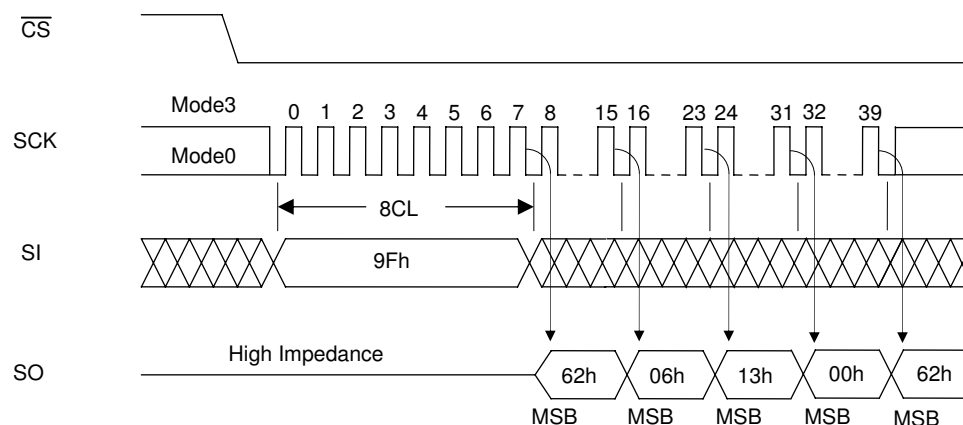 CS
Mode3
0 1 2 3 4 5 6 7 8 15 16 23 24 31 32 39
SCK
Mode0
8CL
SI
9Fh
High Impedance
SO
62h 06h 13h 00h 62h
MSB MSB MSB MSB MSB